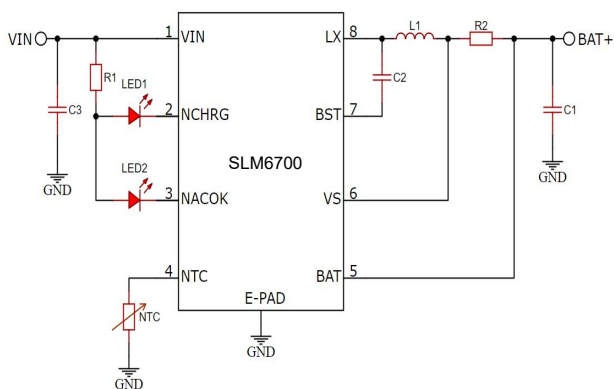 VIN
1
VIN
LX
8
L1
R2
BAT+
R1
LED1
C2
C3
2
NCHRG
BST
7
C1
GND
LED2
SLM6700
GND
3
NACOK
VS
6
4
NTC
BAT
5
E-PAD
NTC
GND
GND